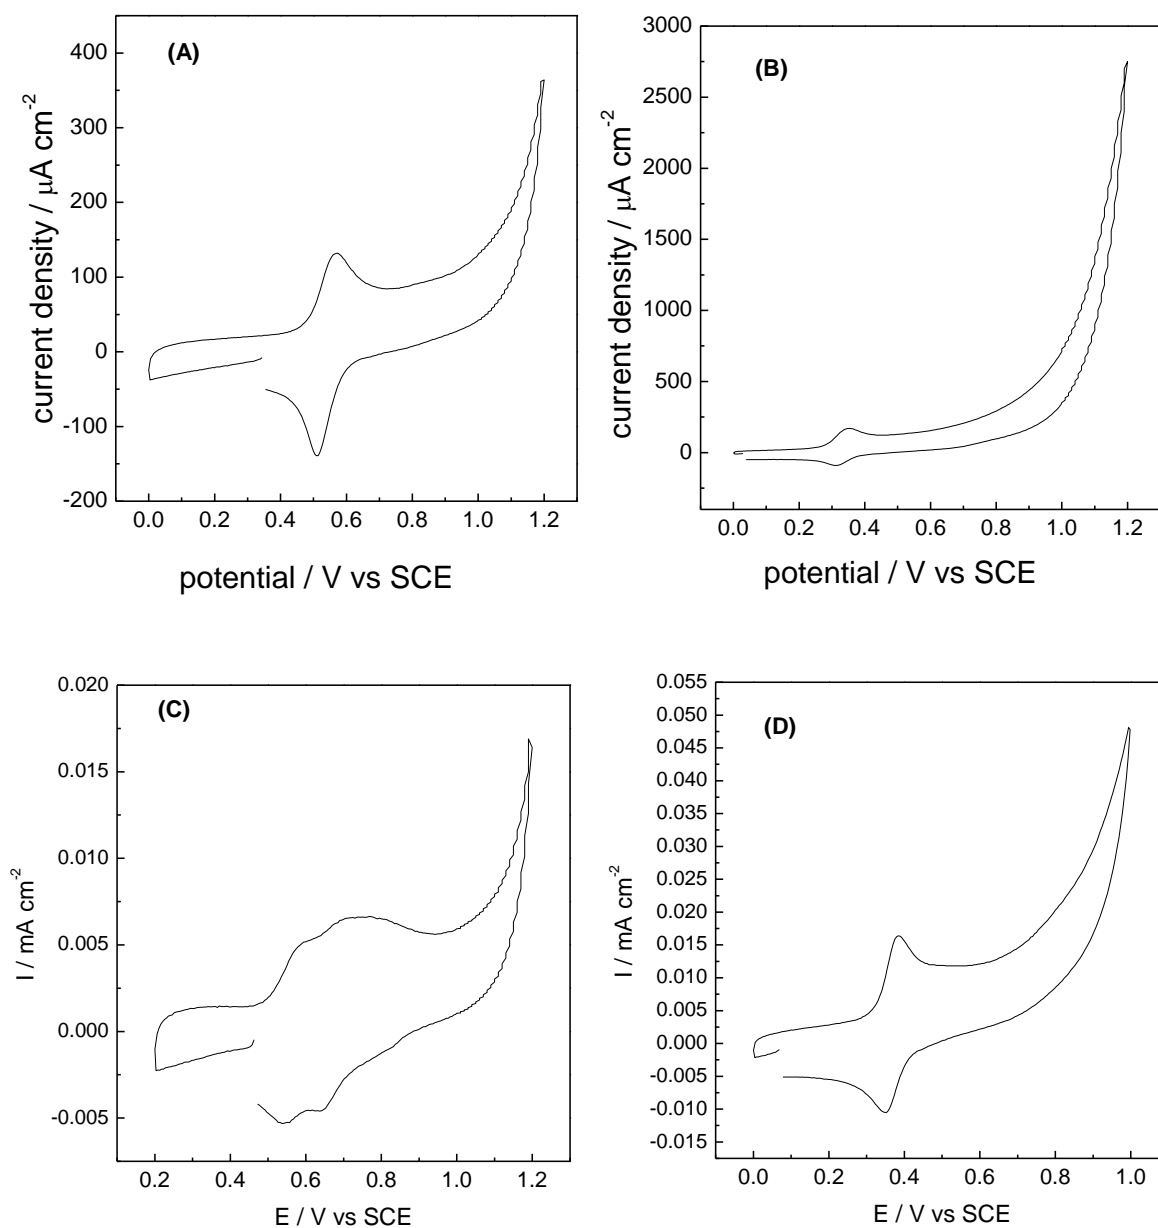 (A)
400
300
200
100
0
-100
-200
current density / μA cm-2
0.0 0.2 0.4 0.6 0.8 1.0 1.2
potential / V vs SCE
(B)
3000
2500
2000
1500
1000
500
0
current density / μA cm-2
0.0 0.2 0.4 0.6 0.8 1.0 1.2
potential / V vs SCE
(C)
0.020
0.015
0.010
0.005
0.000
-0.005
I / mA cm-2
0.2 0.4 0.6 0.8 1.0 1.2
E / V vs SCE
(D)
0.055
0.050
0.045
0.040
0.035
0.030
0.025
0.020
0.015
0.010
0.005
0.000
-0.005
-0.010
-0.015
I / mA cm-2
0.0 0.2 0.4 0.6 0.8 1.0
E / V vs SCE